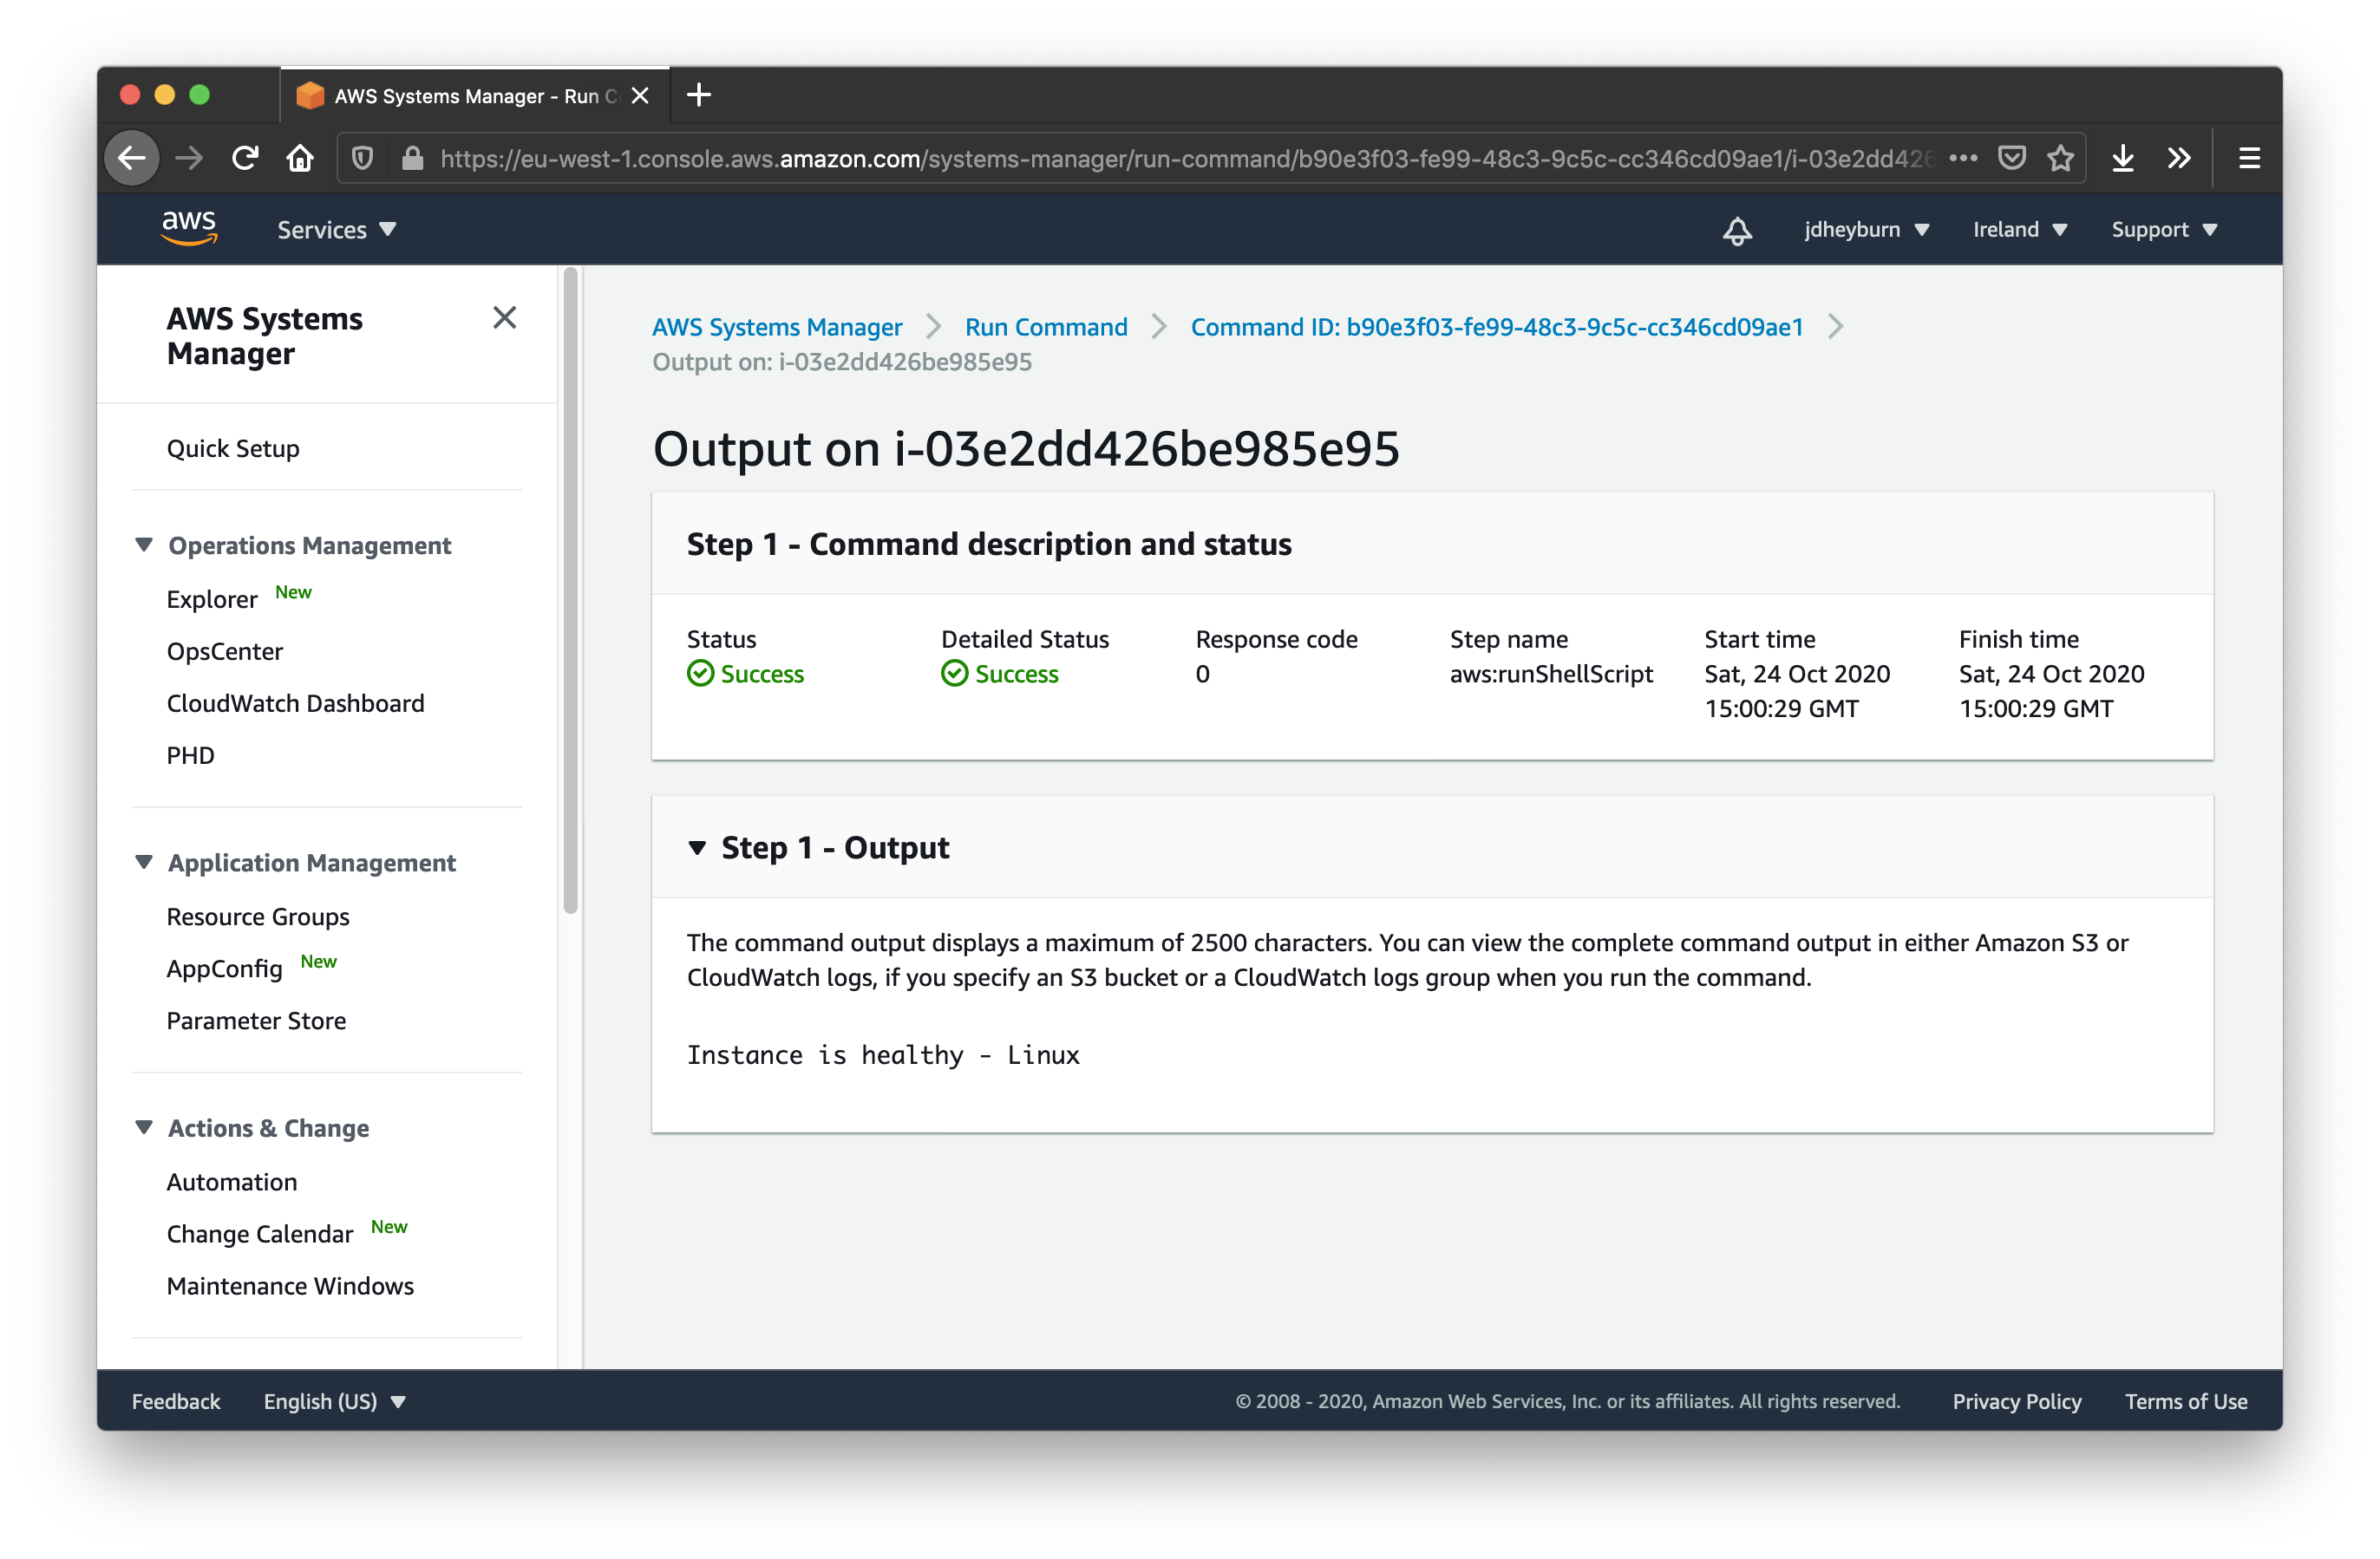 AWS Systems Manager - Run C
https://eu-west-1.console.aws.amazon.com/systems-manager/run-command/b90e3f03-fe99-48c3-9c5c-cc346cd09ae1/i-03e2dd426
aws
Services
jdheyburn
Ireland
Support
AWS Systems
Manager
Quick Setup
Operations Management
Explorer New
OpsCenter
CloudWatch Dashboard
PHD
Application Management
Resource Groups
AppConfig New
Parameter Store
Actions & Change
Automation
Change Calendar New
Maintenance Windows
AWS Systems Manager
Run Command
Command ID: b90e3f03-fe99-48c3-9c5c-cc346cd09ae1
Output on: i-03e2dd426be985e95
Output on i-03e2dd426be985e95
Step 1 - Command description and status
Status
Success
Detailed Status
Success
Response code
0
Step name
aws:runShellScript
Start time
Sat, 24 Oct 2020
15:00:29 GMT
Finish time
Sat, 24 Oct 2020
15:00:29 GMT
Step 1 - Output
The command output displays a maximum of 2500 characters. You can view the complete command output in either Amazon S3 or
CloudWatch logs, if you specify an S3 bucket or a CloudWatch logs group when you run the command.
Instance is healthy - Linux
Feedback
English (US)
© 2008 - 2020, Amazon Web Services, Inc. or its affiliates. All rights reserved.
Privacy Policy
Terms of Use